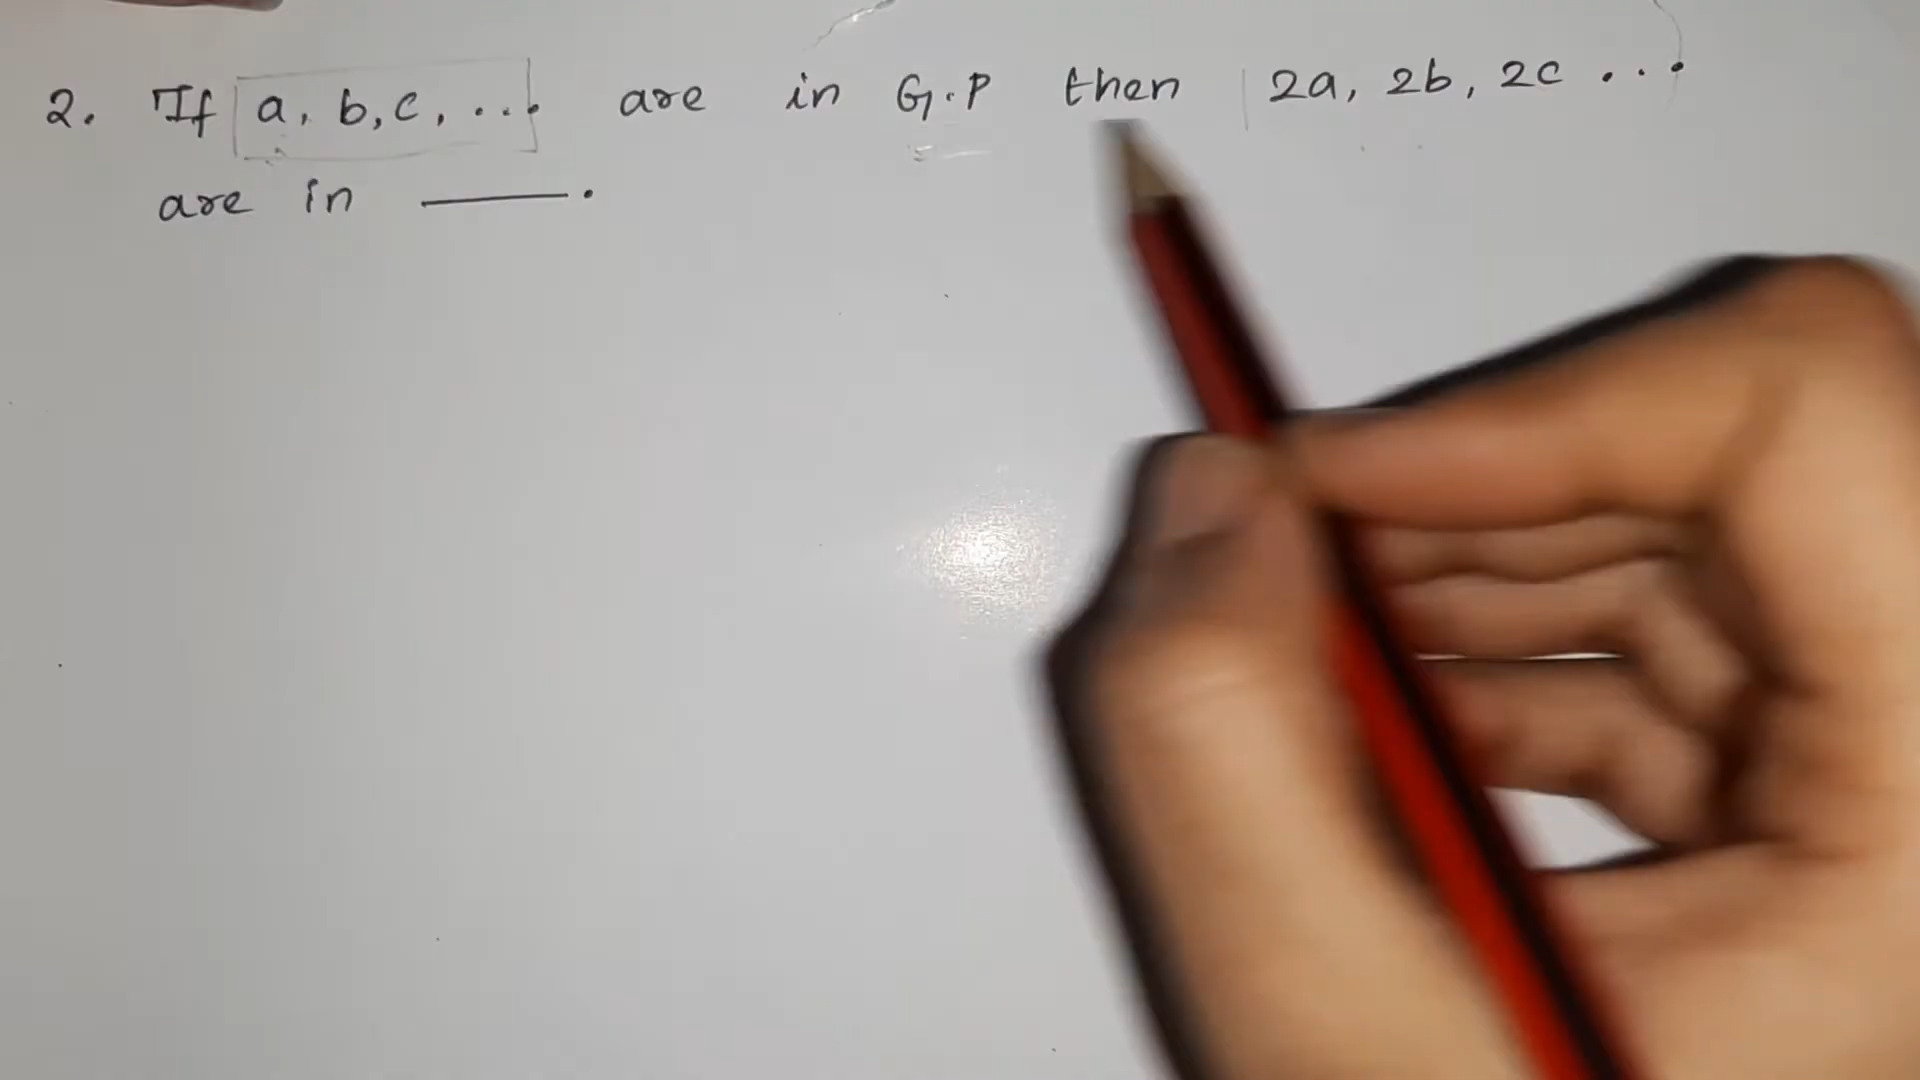 2. If a, b, c, .... are in G.P then 2a, 2b, 2c ...
are in ____.